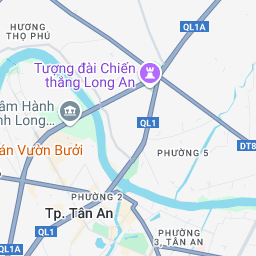 HƯƠNG
THỌ PHÚ
QL1A
Tượng đài Chiến
thắng Long An
âm Hành
nh Long...
QL1
án Vườn Bưởi
PHƯỜNG 5
ĐT8
PHƯỜNG 2
Tp. Tân An
QL1
QL1A
PHƯỜNG
3, TÂN AN